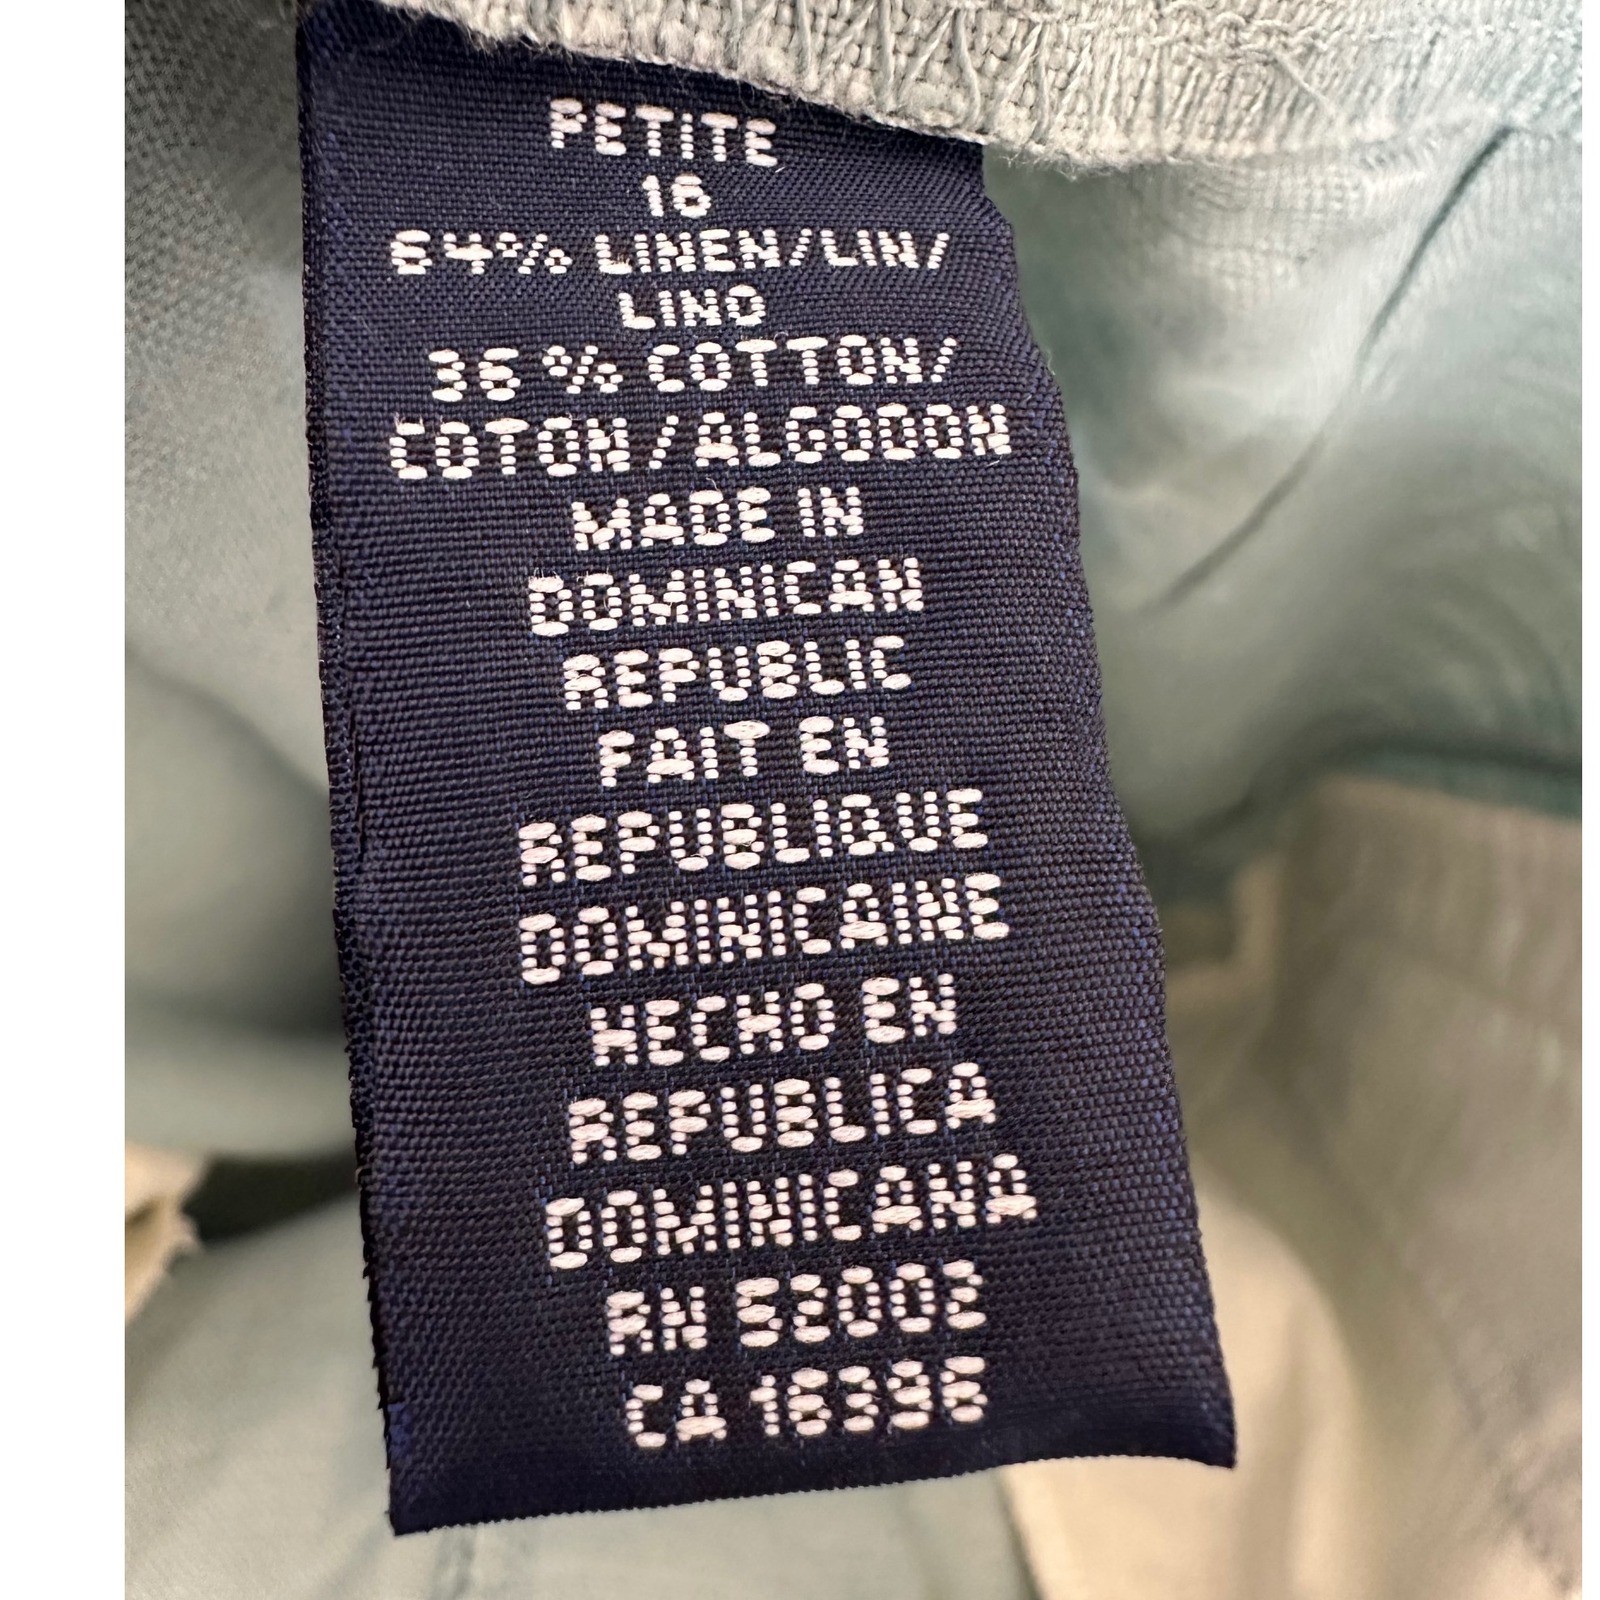 PETITE
16
64% LINEN/LIN/
LINO
36% COTTON/
COTON/ALGODON
MADE IN
DOMINICAN
REPUBLIC
FAIT EN
REPUBLIQUE
DOMINICAINE
HECHO EN
REPUBLICA
DOMINICANA
RN 52002
CA 16396